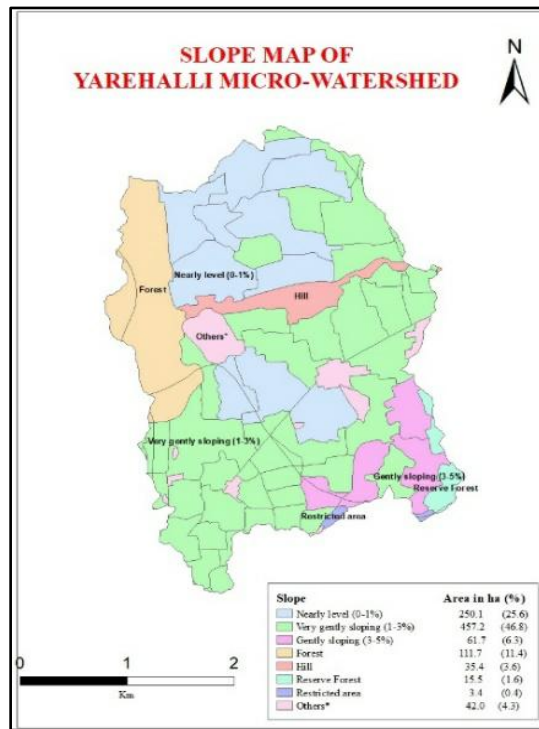 SLOPE MAP OF
YAREHALLI MICRO-WATERSHED
N
Nearly level (0-1%)
Forest
Hill
Others*
Very gently sloping (1-3%)
Gently sloping (3-5%)
Reserve Forest
Restricted area
Slope Area in ha (%)
Nearly level (0-1%) 250.1 (25.6)
Very gently sloping (1-3%) 457.2 (46.8)
Gently sloping (3-5%) 61.7 (6.3)
Forest 111.7 (11.4)
Hill 35.4 (3.6)
Reserve Forest 15.5 (1.6)
Restricted area 3.4 (0.4)
Others* 42.0 (4.3)
0 1 2
Km